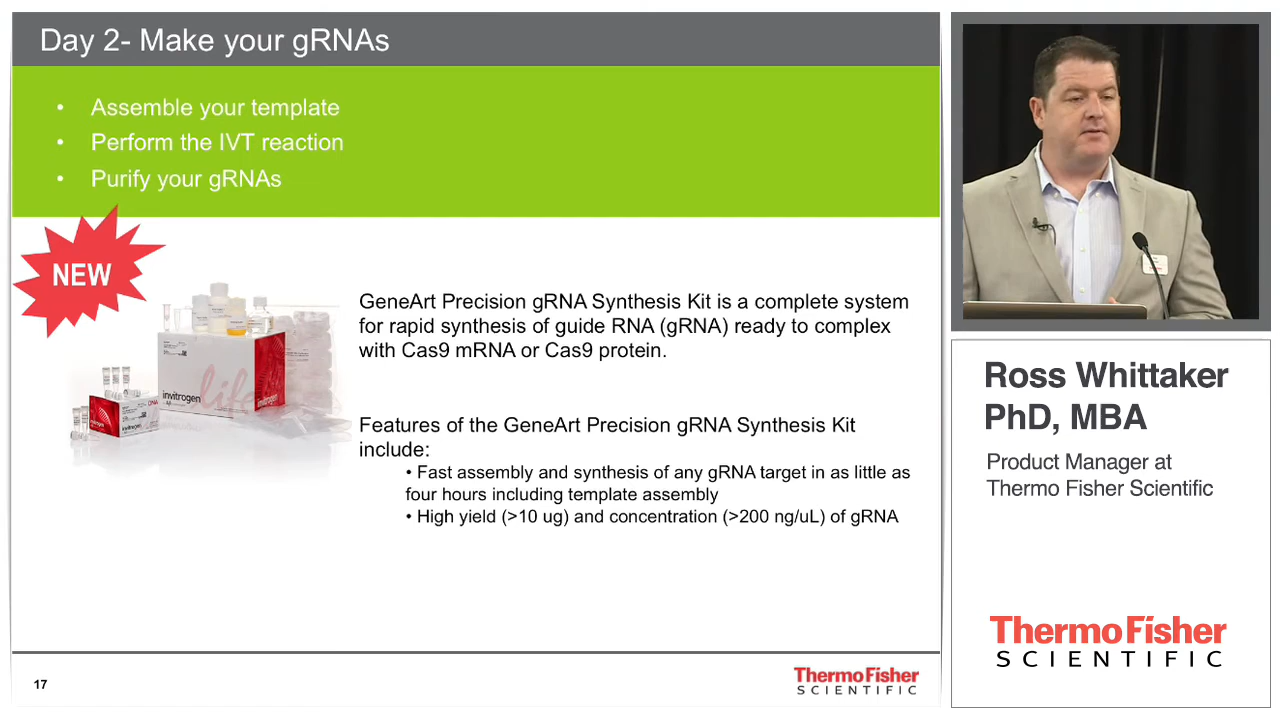 Day 2- Make your gRNAs
• Assemble your template
• Perform the IVT reaction
• Purify your gRNAs
NEW
GeneArt Precision gRNA Synthesis Kit is a complete system
for rapid synthesis of guide RNA (gRNA) ready to complex
with Cas9 mRNA or Cas9 protein.
invitrogen
life
invitrogen
Features of the GeneArt Precision gRNA Synthesis Kit
include:
• Fast assembly and synthesis of any gRNA target in as little as
four hours including template assembly
• High yield (>10 ug) and concentration (>200 ng/uL) of gRNA
17
ThermoFisher
SCIENTIFIC
Ross Whittaker
PhD, MBA
Product Manager at
Thermo Fisher Scientific
ThermoFisher
SCIENTIFIC